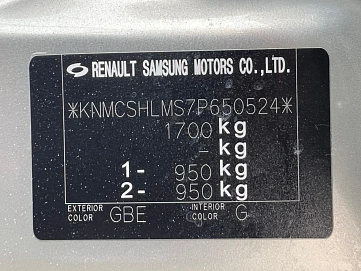 RENAULT SAMSUNG MOTORS CO.,LTD.
*KNMCSHLMS7P650524*
1700 kg
- kg
1- 950 kg
2- 950 kg
EXTERIOR COLOR GBE INTERIOR COLOR G